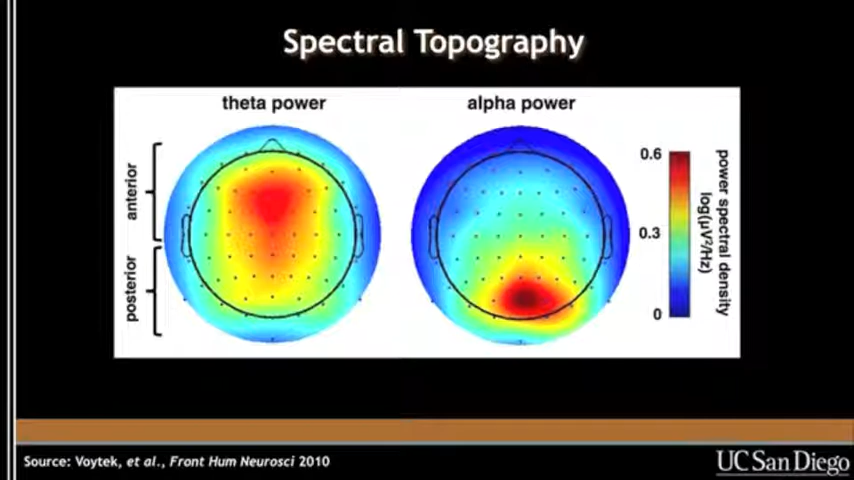 Spectral Topography
theta power
alpha power
anterior
posterior
0.6
0.3
0
power spectral density
log(μV²/Hz)
Source: Voytek, et al., Front Hum Neurosci 2010
UC San Diego